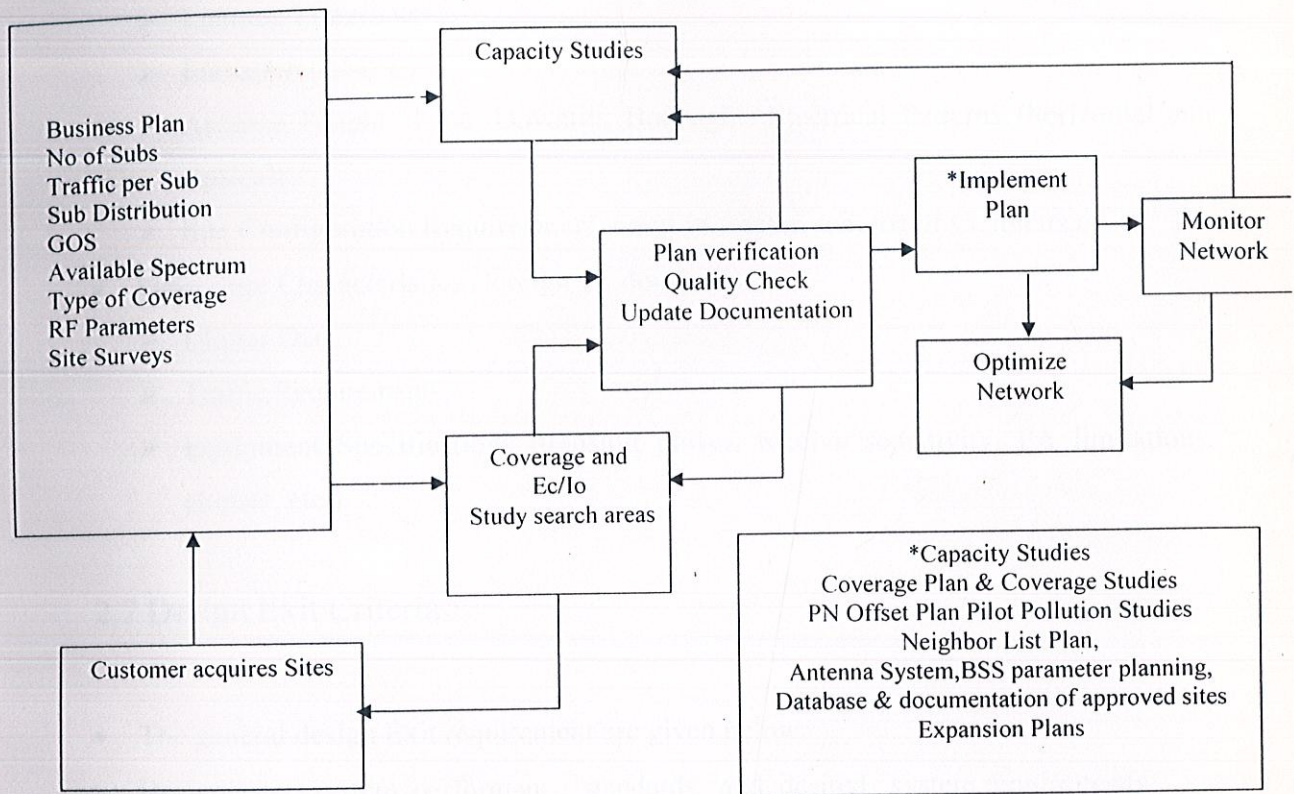 Business Plan
No of Subs
Traffic per Sub
Sub Distribution
GOS
Available Spectrum
Type of Coverage
RF Parameters
Site Surveys
Capacity Studies
Plan verification
Quality Check
Update Documentation
*Implement
Plan
Monitor
Network
Optimize
Network
Coverage and
Ec/Io
Study search areas
Customer acquires Sites
*Capacity Studies
Coverage Plan & Coverage Studies
PN Offset Plan Pilot Pollution Studies
Neighbor List Plan,
Antenna System,BSS parameter planning,
Database & documentation of approved sites
Expansion Plans